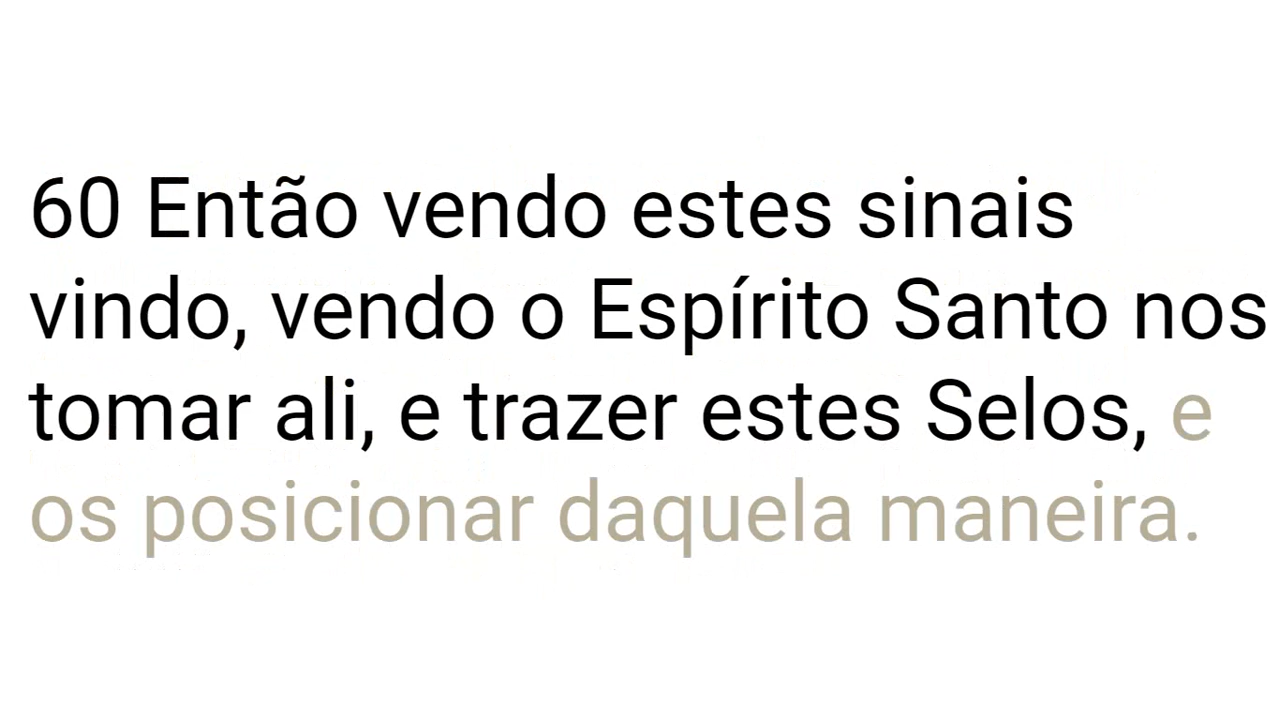 60 Então vendo estes sinais
vindo, vendo o Espírito Santo nos
tomar ali, e trazer estes Selos, e
os posicionar daquela maneira.